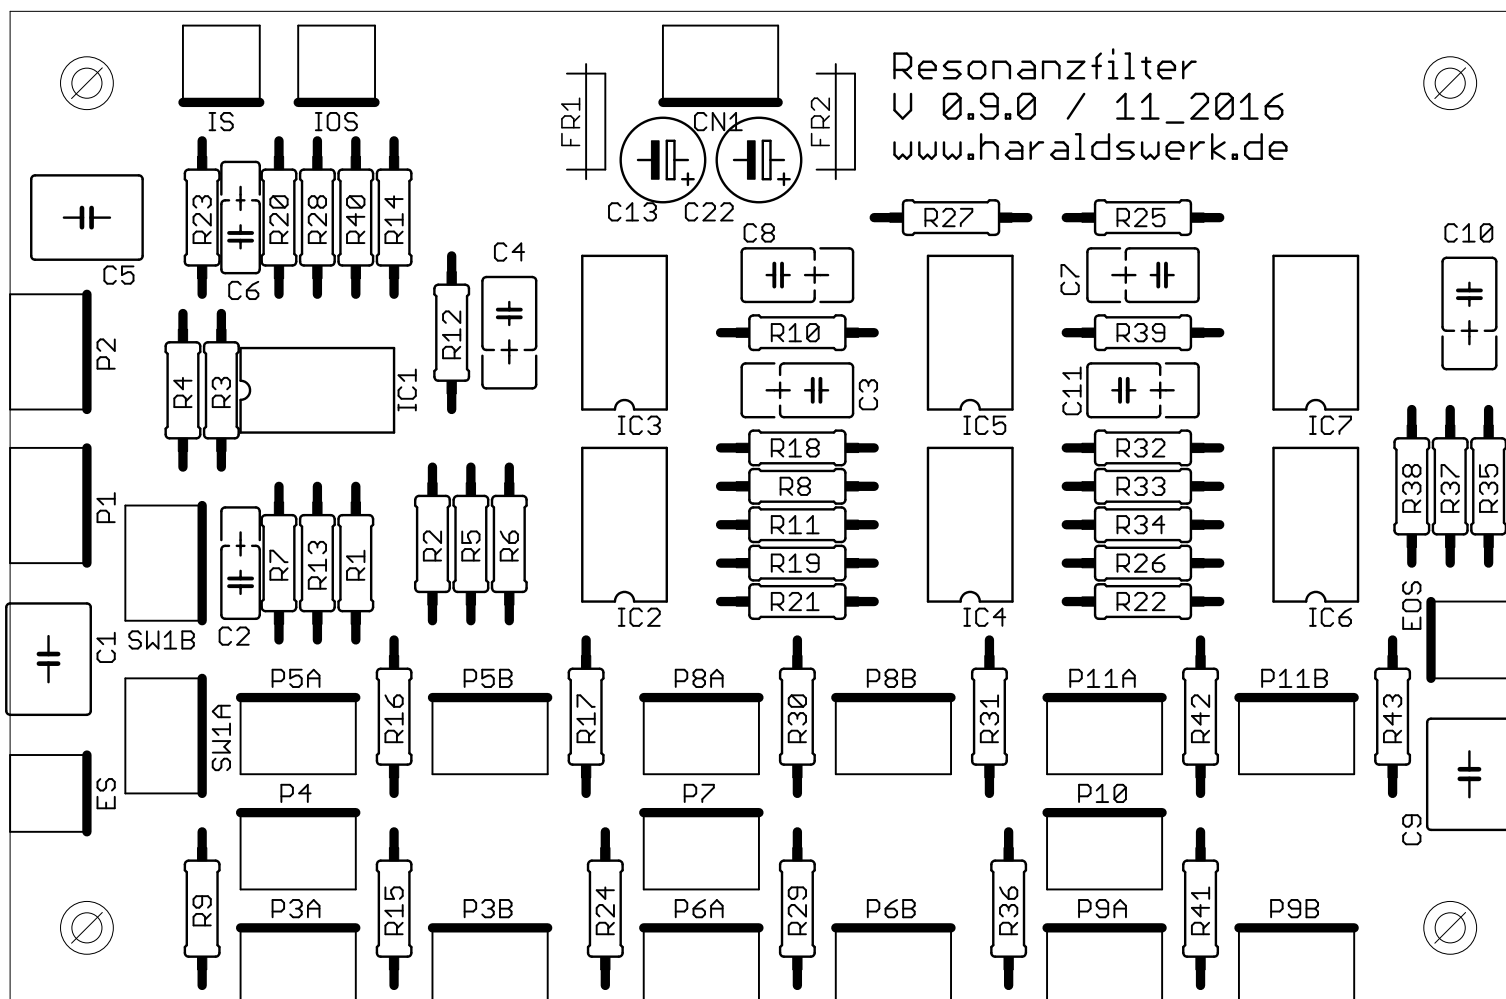 Resonanzfilter
V 0.9.0 / 11_2016
www.haraldswerk.de
IS
IOS
FR1
CN1
FR2
C13
C22
R23
R20
R28
R40
R14
R27
R25
C5
C6
C4
C8
C7
C10
P2
R4
R3
IC1
R12
R10
R39
C3
C11
IC3
IC5
IC7
R18
R32
R8
R33
R11
R34
R19
R26
R21
R22
R38
R37
R35
P1
R7
R13
R1
R2
R5
R6
SW1B
C2
IC2
IC4
IC6
EOS
C1
P5A
P5B
P8A
P8B
P11A
P11B
SW1A
R16
R17
R30
R31
R42
R43
ES
P4
P7
P10
C9
R9
P3A
R15
P3B
R24
P6A
R29
P6B
R36
P9A
R41
P9B